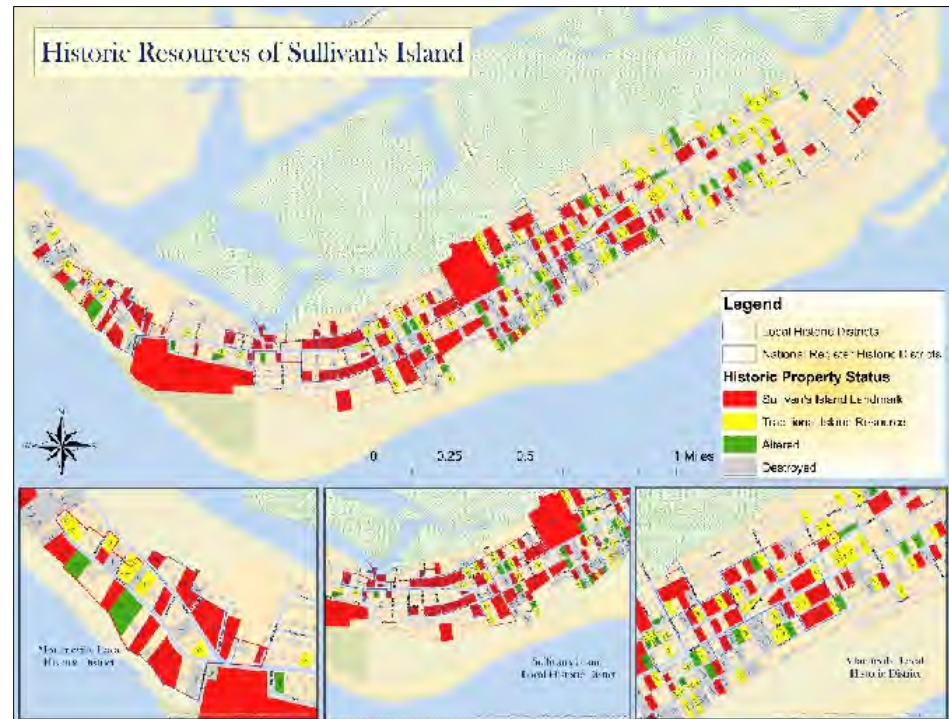 Historic Resources of Sullivan's Island
Legend
Local Historic Districts
National Register Historic Districts
Historic Property Status
Sullivan's Island Landmark
Traditional Island Resource
Altered
Destroyed
0 0.25 0.5 1 Miles
Local
Historic District
Local Historic District
Local
Historic District